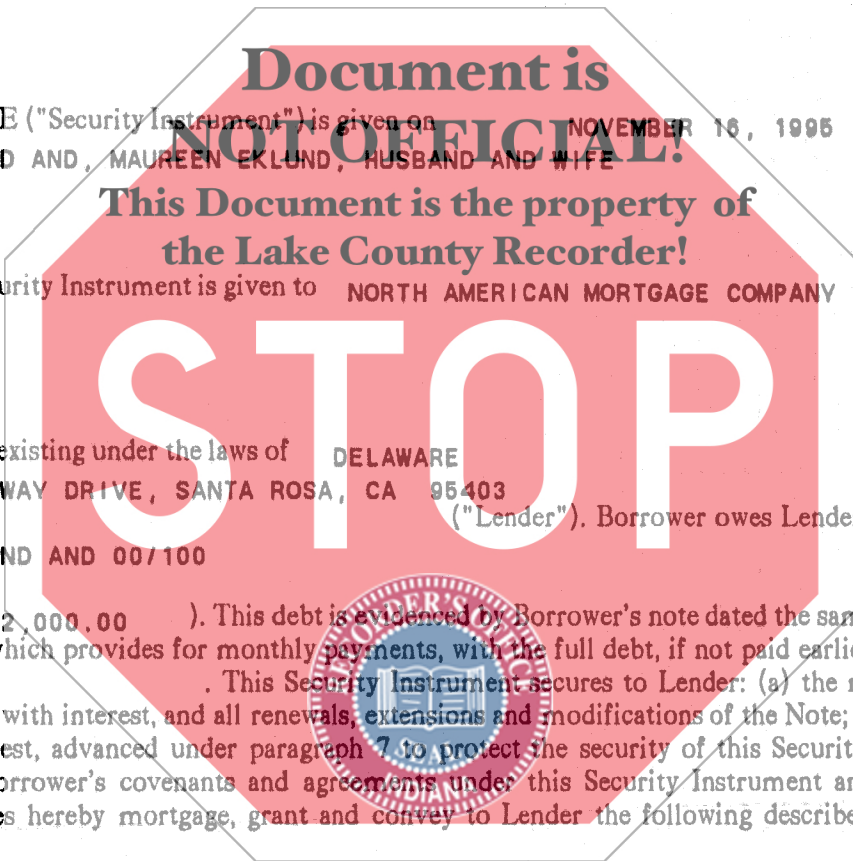 Document is
E ("Security Instrument") is given on NOVEMBER 16, 1995
NOT OFFICIAL!
D AND, MAUREEN EKLUND, HUSBAND AND WIFE
This Document is the property of
the Lake County Recorder!
urity Instrument is given to NORTH AMERICAN MORTGAGE COMPANY
STOP
existing under the laws of DELAWARE
WAY DRIVE, SANTA ROSA, CA 95403
("Lender"). Borrower owes Lende
ND AND 00/100
2,000.00 ). This debt is evidenced by Borrower's note dated the sam
hich provides for monthly payments, with the full debt, if not paid earlie
. This Security Instrument secures to Lender: (a) the r
with interest, and all renewals, extensions and modifications of the Note;
est, advanced under paragraph 7 to protect the security of this Securit
orrower's covenants and agreements under this Security Instrument an
s hereby mortgage, grant and convey to Lender the following describe
RECORDER'S OFFICE
INDIANA